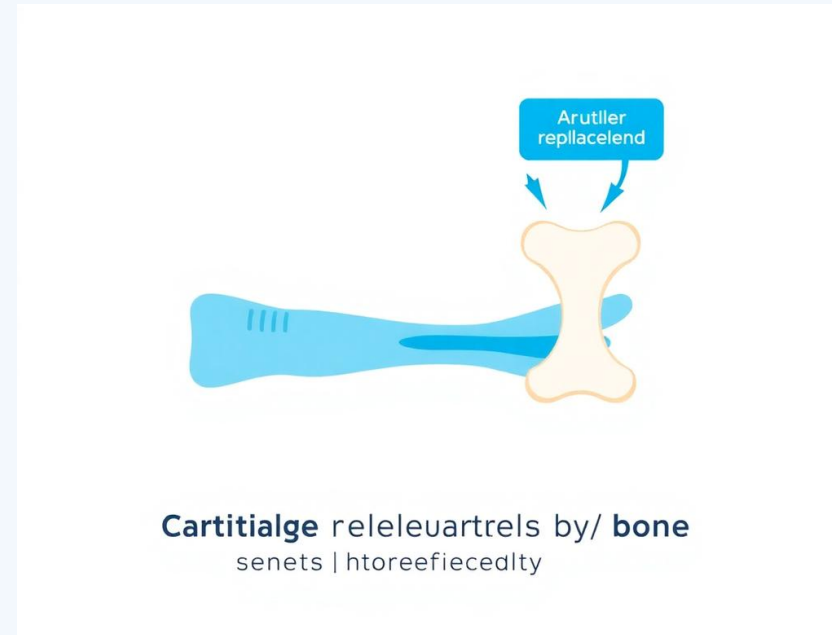 Arutller
repllacelend
Cartitialge releleuartrels by/ bone
senets | htoreefiecedlty